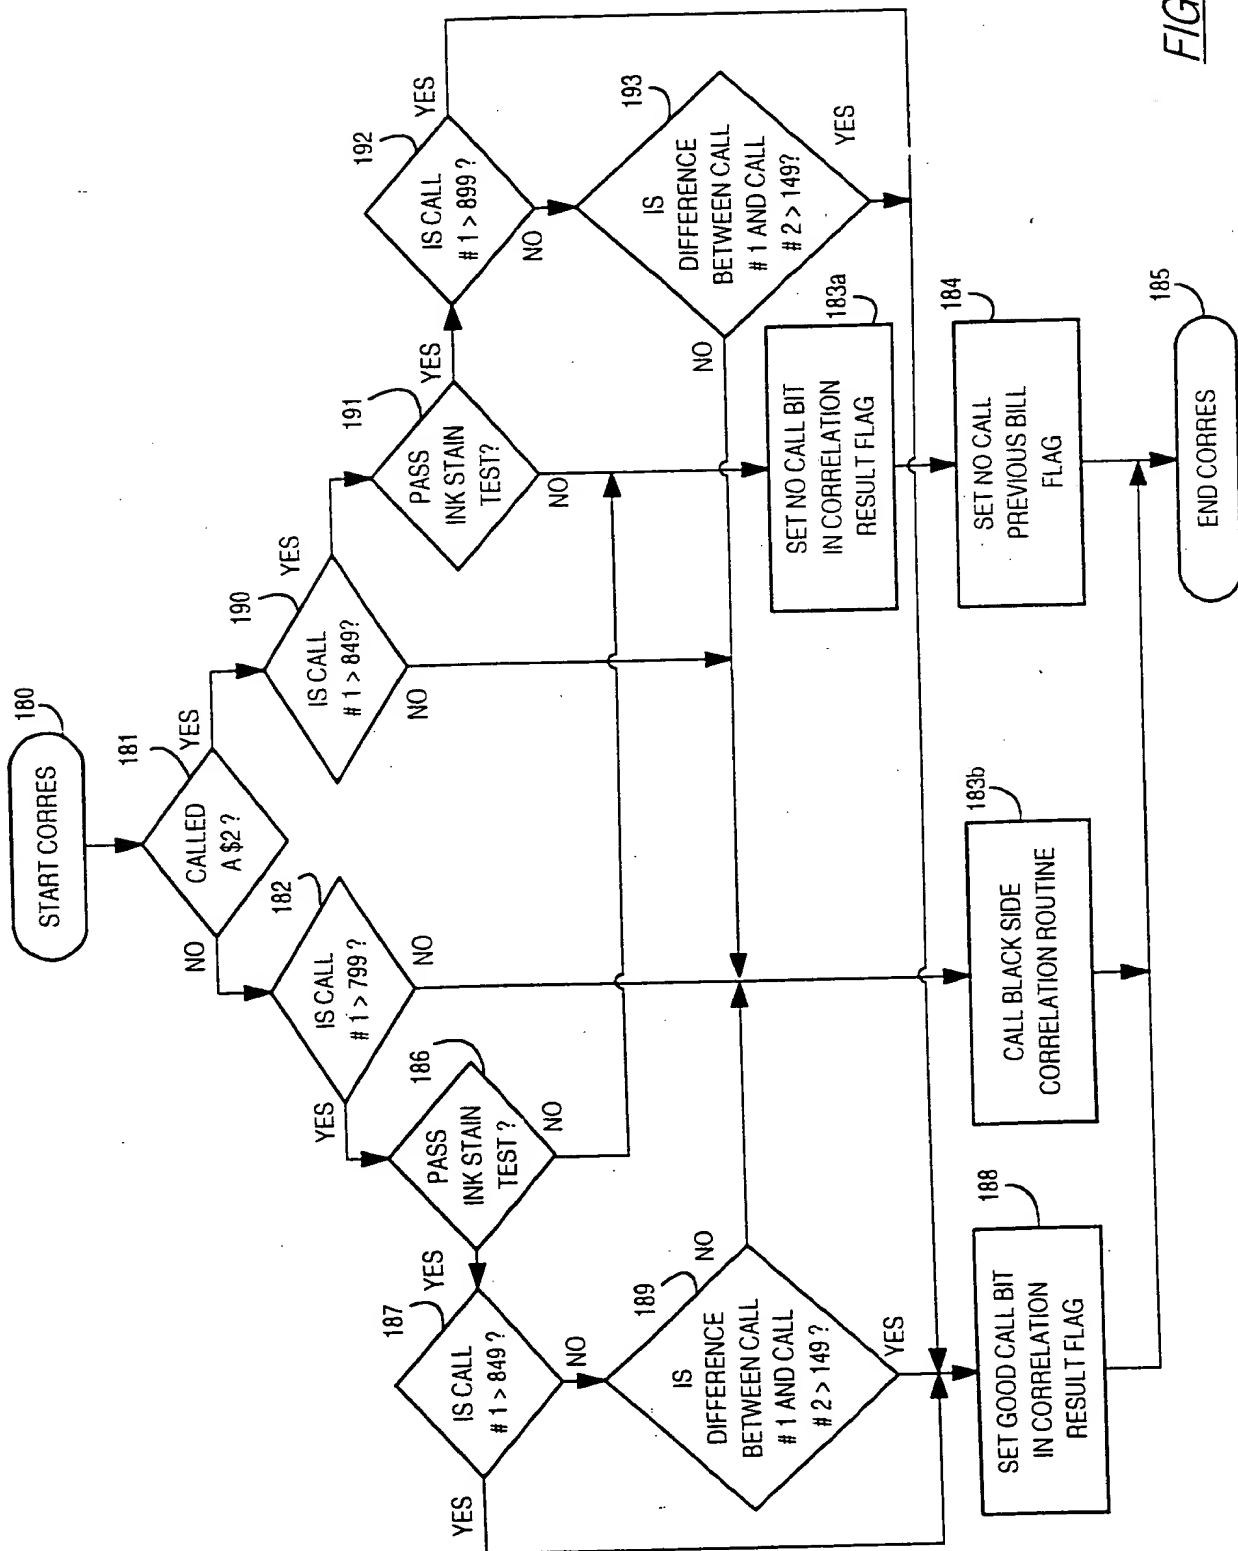 START CORRES
180
CALLED
A $2 ?
181
YES
NO
IS CALL
# 1 > 849?
190
YES
NO
IS CALL
# 1 > 799 ?
182
YES
NO
PASS
INK STAIN
TEST?
191
YES
NO
PASS
INK STAIN
TEST ?
186
YES
NO
IS CALL
# 1 > 899 ?
192
YES
NO
IS CALL
# 1 > 849 ?
187
YES
NO
IS
DIFFERENCE
BETWEEN CALL
# 1 AND CALL
# 2 > 149?
193
YES
NO
IS
DIFFERENCE
BETWEEN CALL
# 1 AND CALL
# 2 > 149 ?
189
NO
YES
SET NO CALL BIT
IN CORRELATION
RESULT FLAG
183a
CALL BLACK SIDE
CORRELATION ROUTINE
183b
SET GOOD CALL BIT
IN CORRELATION
RESULT FLAG
188
SET NO CALL
PREVIOUS BILL
FLAG
184
END CORRES
185
FIG